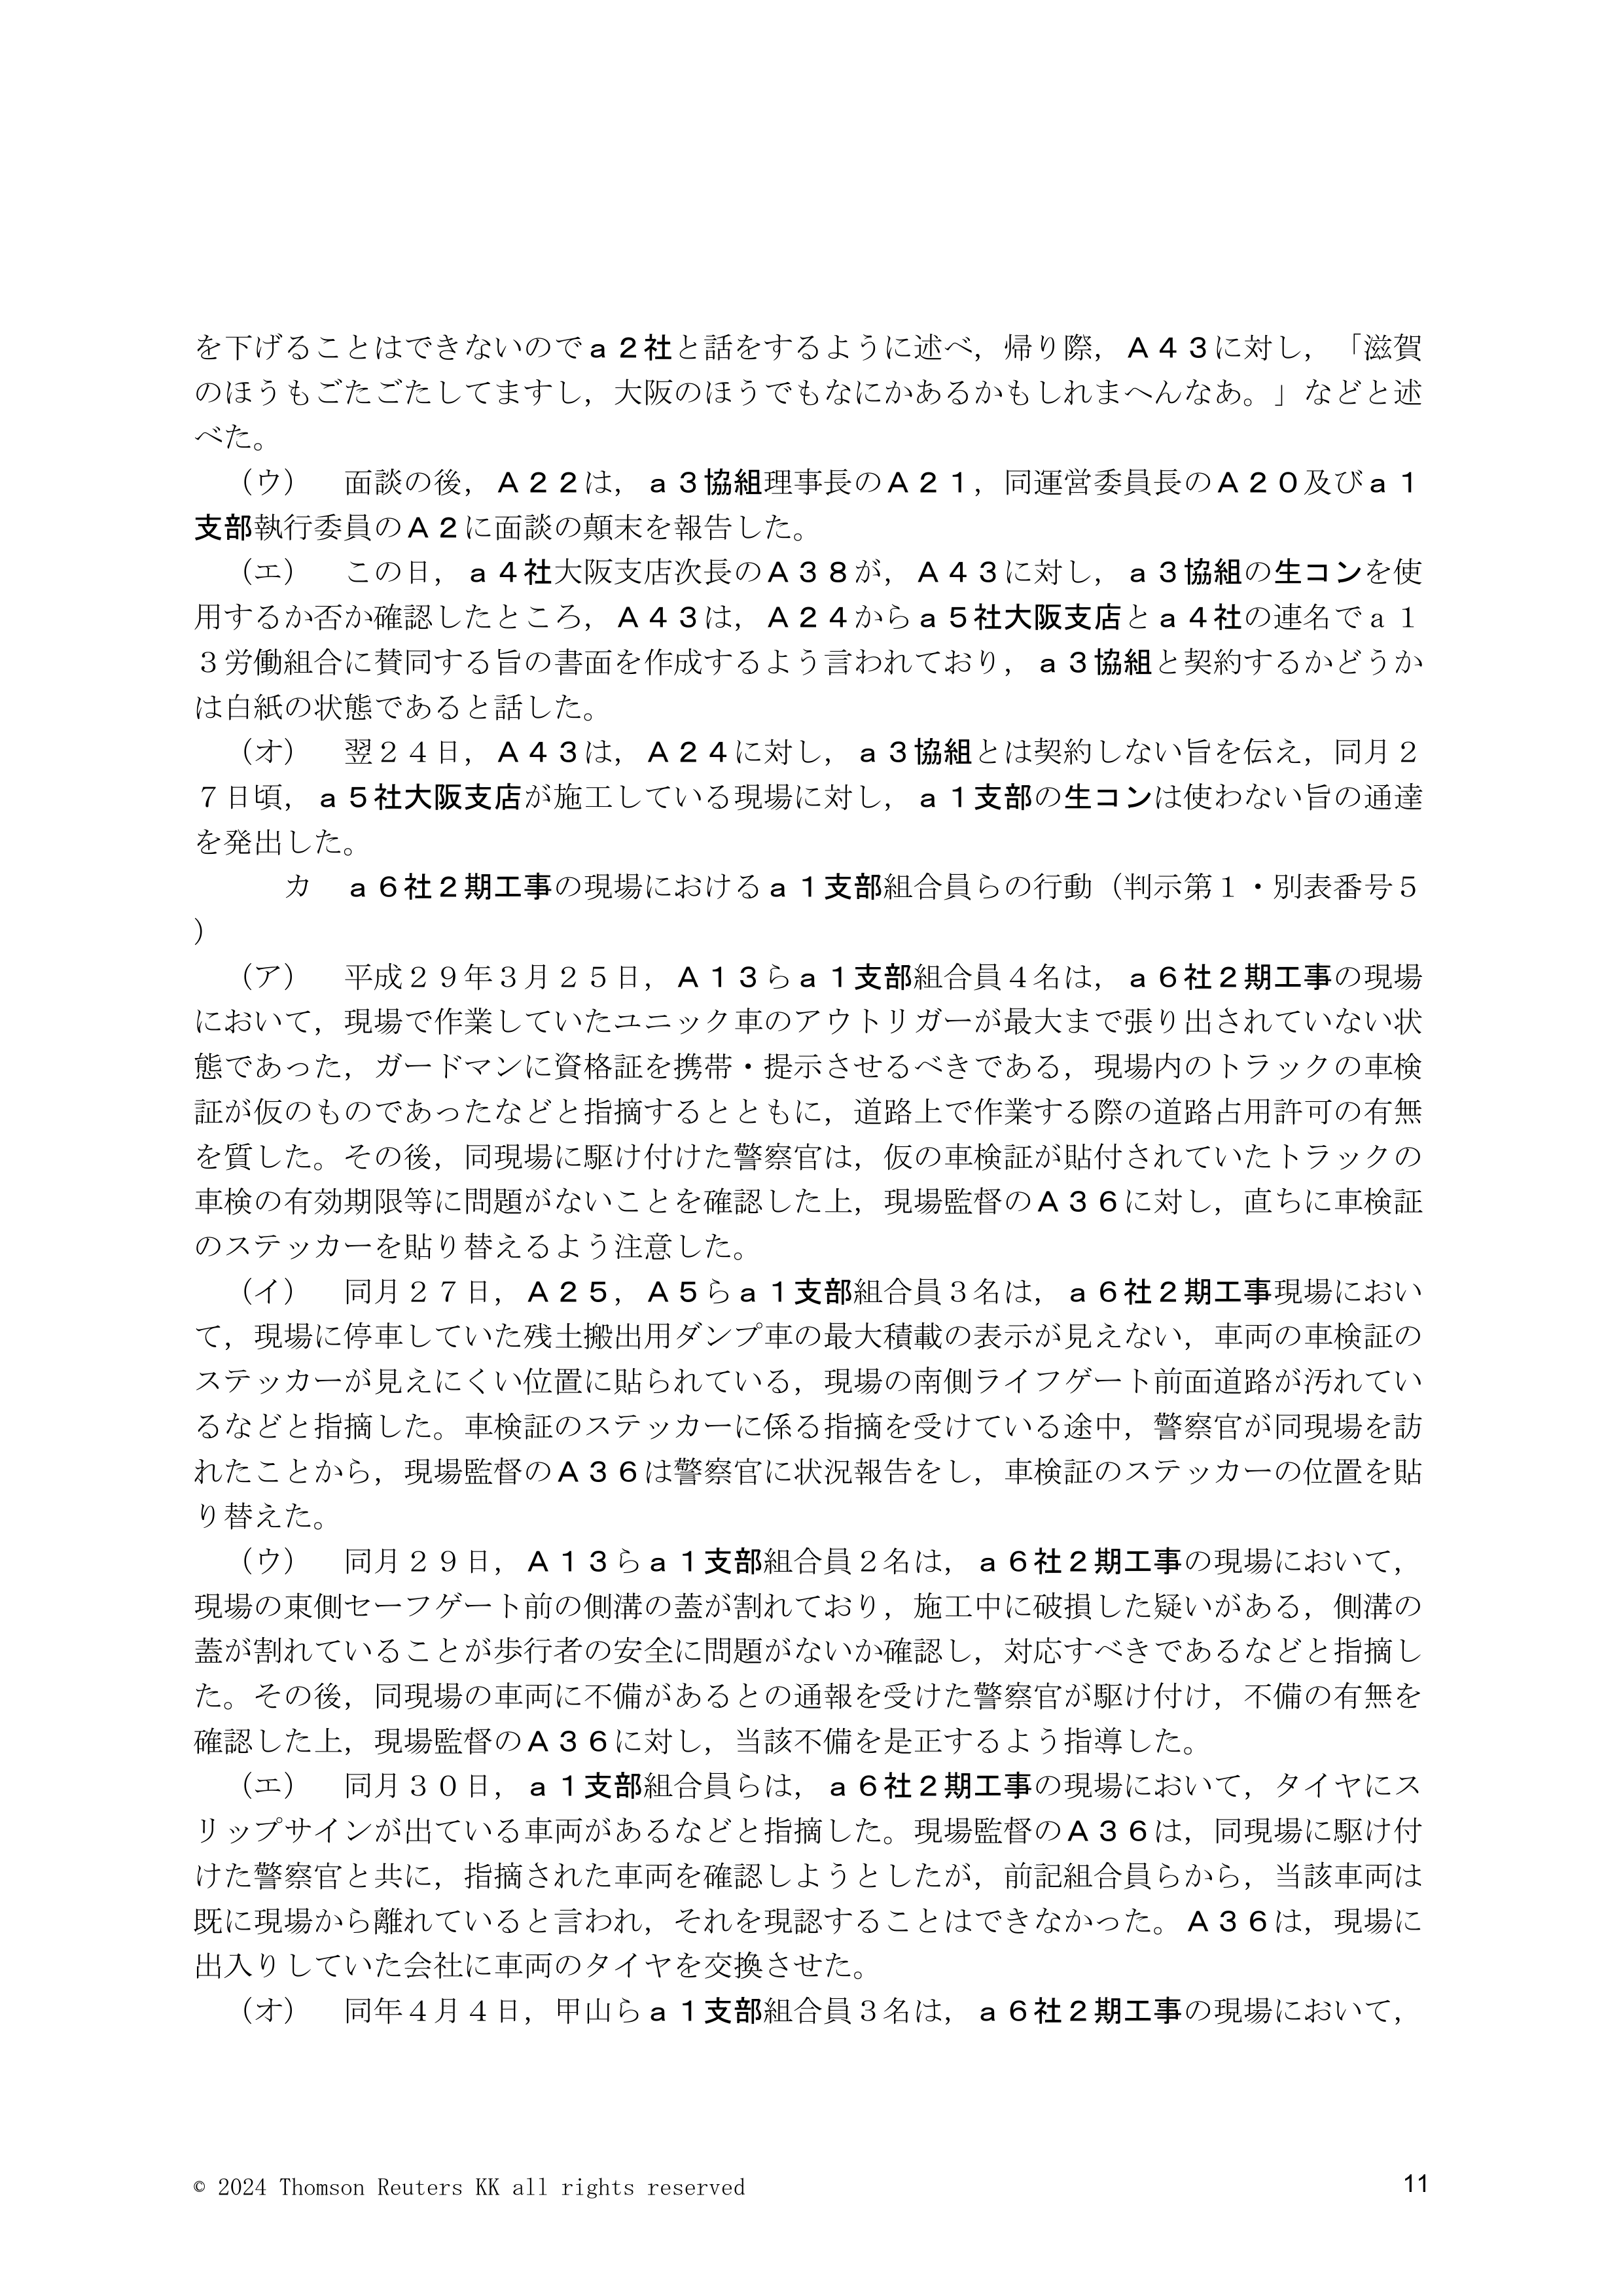 を下げることはできないのでａ２社と話をするように述べ，帰り際，Ａ４３に対し，「滋賀
のほうもごたごたしてますし，大阪のほうでもなにかあるかもしれまへんなあ。」などと述
べた。
（ウ）　面談の後，Ａ２２は，ａ３協組理事長のＡ２１，同運営委員長のＡ２０及びａ１
支部執行委員のＡ２に面談の顛末を報告した。
（エ）　この日，ａ４社大阪支店次長のＡ３８が，Ａ４３に対し，ａ３協組の生コンを使
用するか否か確認したところ，Ａ４３は，Ａ２４からａ５社大阪支店とａ４社の連名でａ１
３労働組合に賛同する旨の書面を作成するよう言われており，ａ３協組と契約するかどうか
は白紙の状態であると話した。
（オ）　翌２４日，Ａ４３は，Ａ２４に対し，ａ３協組とは契約しない旨を伝え，同月２
７日頃，ａ５社大阪支店が施工している現場に対し，ａ１支部の生コンは使わない旨の通達
を発出した。
カ　ａ６社２期工事の現場におけるａ１支部組合員らの行動（判示第１・別表番号５
）
（ア）　平成２９年３月２５日，Ａ１３らａ１支部組合員４名は，ａ６社２期工事の現場
において，現場で作業していたユニック車のアウトリガーが最大まで張り出されていない状
態であった，ガードマンに資格証を携帯・提示させるべきである，現場内のトラックの車検
証が仮のものであったなどと指摘するとともに，道路上で作業する際の道路占用許可の有無
を質した。その後，同現場に駆け付けた警察官は，仮の車検証が貼付されていたトラックの
車検の有効期限等に問題がないことを確認した上，現場監督のＡ３６に対し，直ちに車検証
のステッカーを貼り替えるよう注意した。
（イ）　同月２７日，Ａ２５，Ａ５らａ１支部組合員３名は，ａ６社２期工事現場におい
て，現場に停車していた残土搬出用ダンプ車の最大積載の表示が見えない，車両の車検証の
ステッカーが見えにくい位置に貼られている，現場の南側ライフゲート前面道路が汚れてい
るなどと指摘した。車検証のステッカーに係る指摘を受けている途中，警察官が同現場を訪
れたことから，現場監督のＡ３６は警察官に状況報告をし，車検証のステッカーの位置を貼
り替えた。
（ウ）　同月２９日，Ａ１３らａ１支部組合員２名は，ａ６社２期工事の現場において，
現場の東側セーフゲート前の側溝の蓋が割れており，施工中に破損した疑いがある，側溝の
蓋が割れていることが歩行者の安全に問題がないか確認し，対応すべきであるなどと指摘し
た。その後，同現場の車両に不備があるとの通報を受けた警察官が駆け付け，不備の有無を
確認した上，現場監督のＡ３６に対し，当該不備を是正するよう指導した。
（エ）　同月３０日，ａ１支部組合員らは，ａ６社２期工事の現場において，タイヤにス
リップサインが出ている車両があるなどと指摘した。現場監督のＡ３６は，同現場に駆け付
けた警察官と共に，指摘された車両を確認しようとしたが，前記組合員らから，当該車両は
既に現場から離れていると言われ，それを現認することはできなかった。Ａ３６は，現場に
出入りしていた会社に車両のタイヤを交換させた。
（オ）　同年４月４日，甲山らａ１支部組合員３名は，ａ６社２期工事の現場において，
© 2024 Thomson Reuters KK all rights reserved
11